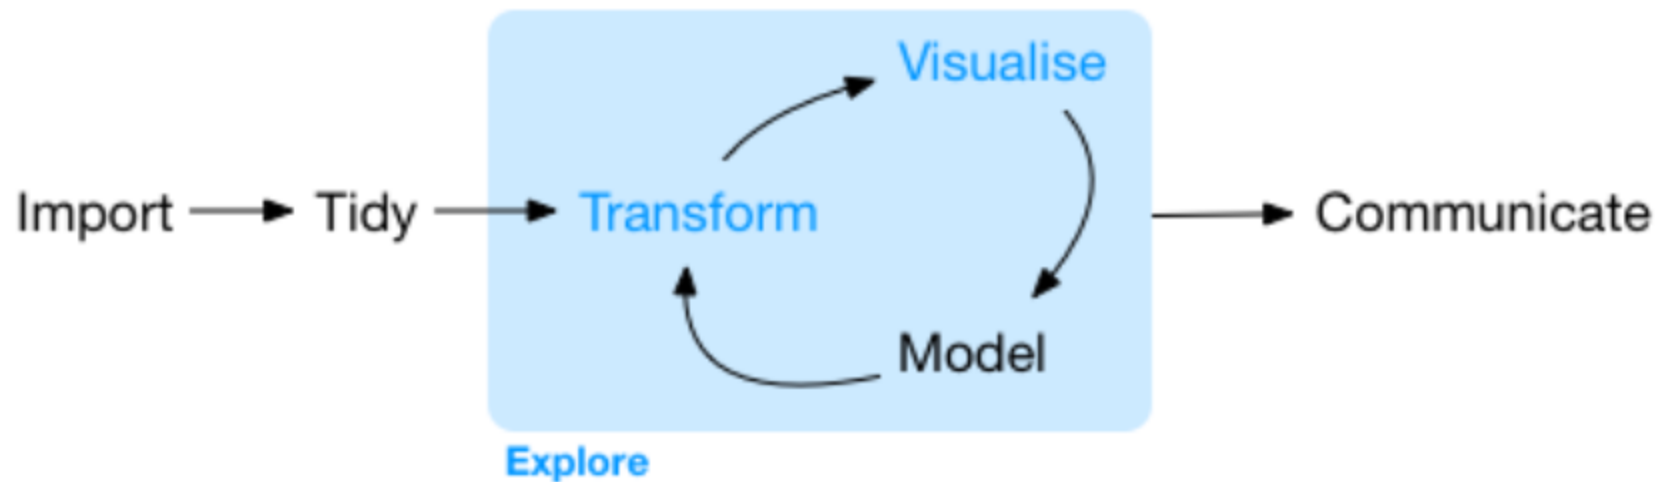 Visualise
Import
Tidy
Transform
Communicate
Model
Explore